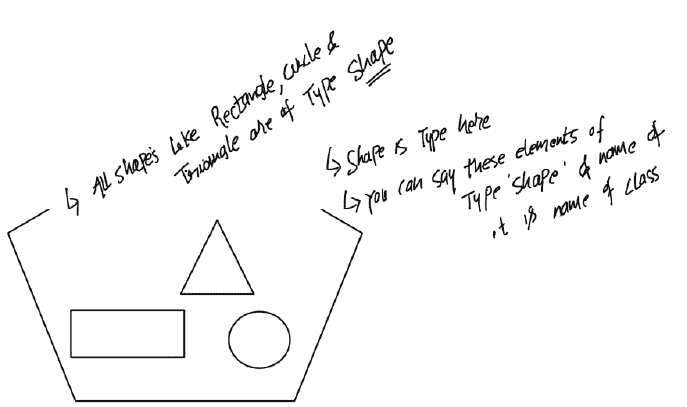 ↳ All shapes like Rectangle, circle &
Triangle are of Type Shape
↳ Shape is Type here
↳ you can say these elements of
Type 'shape' & name of
it is name of class